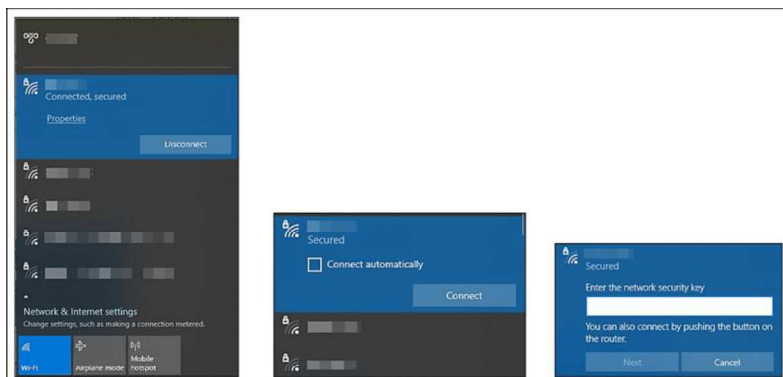 Connected, secured
Properties
Disconnect
Network & Internet settings
Change settings, such as making a connection metered.
Wi-Fi
Airplane mode
Mobile
hotspot
Secured
Connect automatically
Connect
Secured
Enter the network security key
You can also connect by pushing the button on
the router.
Next
Cancel